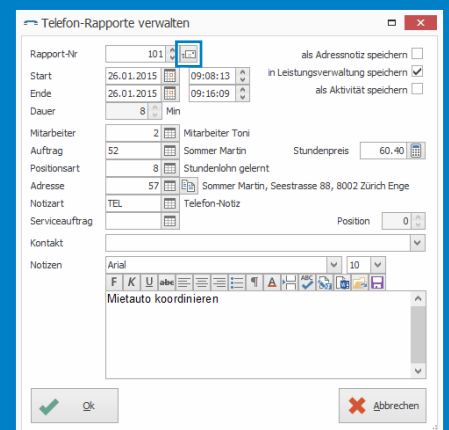 Telefon-Rapporte verwalten
Rapport-Nr 101 als Adressnotiz speichern
Start 26.01.2015 09:08:13 in Leistungsverwaltung speichern
Ende 26.01.2015 09:16:09 als Aktivität speichern
Dauer 8 Min
Mitarbeiter 2 Mitarbeiter Toni
Auftrag 52 Sommer Martin Stundenpreis 60.40
Positionsart 8 Stundenlohn gelernt
Adresse 57 Sommer Martin, Seestrasse 88, 8002 Zürich Enge
Notizart TEL Telefon-Notiz
Serviceauftrag Position 0
Kontakt
Notizen Arial 10
F K U abc ¶ A ABC
Mietauto koordinieren
Ok Abbrechen